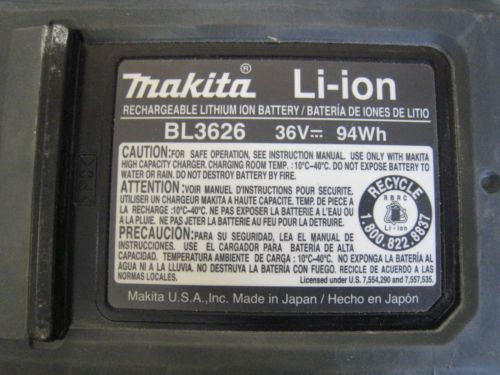 makita® Li-ion
RECHARGEABLE LITHIUM ION BATTERY / BATERÍA DE IONES DE LITIO
BL3626 36V⎓ 94Wh
CAUTION: FOR SAFE OPERATION, SEE INSTRUCTION MANUAL. USE ONLY WITH MAKITA
HIGH CAPACITY CHARGER. CHARGING ROOM TEMP. : 10°C–40°C. DO NOT EXPOSE BATTERY TO
WATER OR RAIN. DO NOT DESTROY BATTERY BY FIRE.
ATTENTION: VOIR MANUEL D'INSTRUCTIONS POUR SECURITE.
UTILISER UN CHARGEUR MAKITA A HAUTE CAPACITE. TEMP. DE PIECE A
LA RECHARGE :10°C–40°C. NE PAS EXPOSER LA BATTERIE A L'EAU OU
A LA PLUIE. NE PAS JETER LA BATTERIE AU FEU POUR LA DETRUIRE.
PRECAUCIÓN: PARA SU SEGURIDAD, LEA EL MANUAL DE
INSTRUCCIONES. USE EL CARGADOR PARA BATERÍA DE ALTA
CAPACIDAD. TEMPERATURA AMBIENTE DE CARGA : 10°C–40°C. NO EXPONGA LA BATERÍA AL
AGUA NI A LA LLUVIA. NO DESTRUYA LA BATERÍA CON FUEGO. RECICLE DE ACUERDO A LAS
NORMAS LOCALES.
Licensed under U.S. 7,554,290 and 7,557,535.
RECYCLE
RBRC
Li-ion
1.800.822.8837
Makita U.S.A., Inc. Made in Japan / Hecho en Japón
>PC<